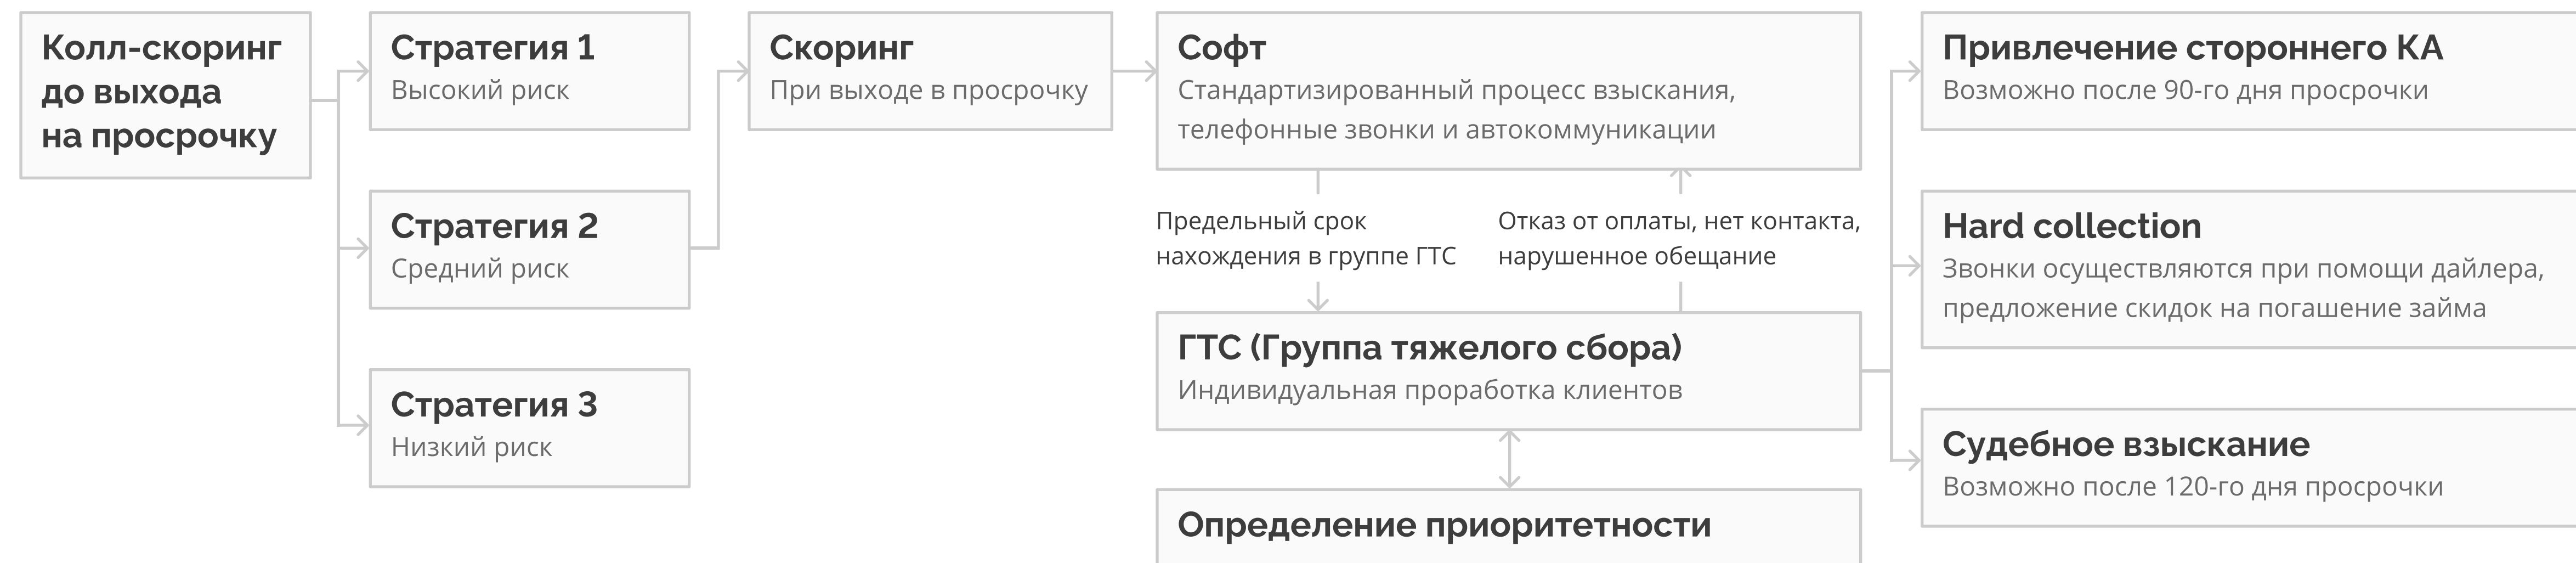 Колл-скоринг
до выхода
на просрочку
Стратегия 1
Высокий риск
Стратегия 2
Средний риск
Стратегия 3
Низкий риск
Скоринг
При выходе в просрочку
Софт
Стандартизированный процесс взыскания,
телефонные звонки и автокоммуникации
Предельный срок
нахождения в группе ГТС
Отказ от оплаты, нет контакта,
нарушенное обещание
ГТС (Группа тяжелого сбора)
Индивидуальная проработка клиентов
Определение приоритетности
Привлечение стороннего КА
Возможно после 90-го дня просрочки
Hard collection
Звонки осуществляются при помощи дайлера,
предложение скидок на погашение займа
Судебное взыскание
Возможно после 120-го дня просрочки